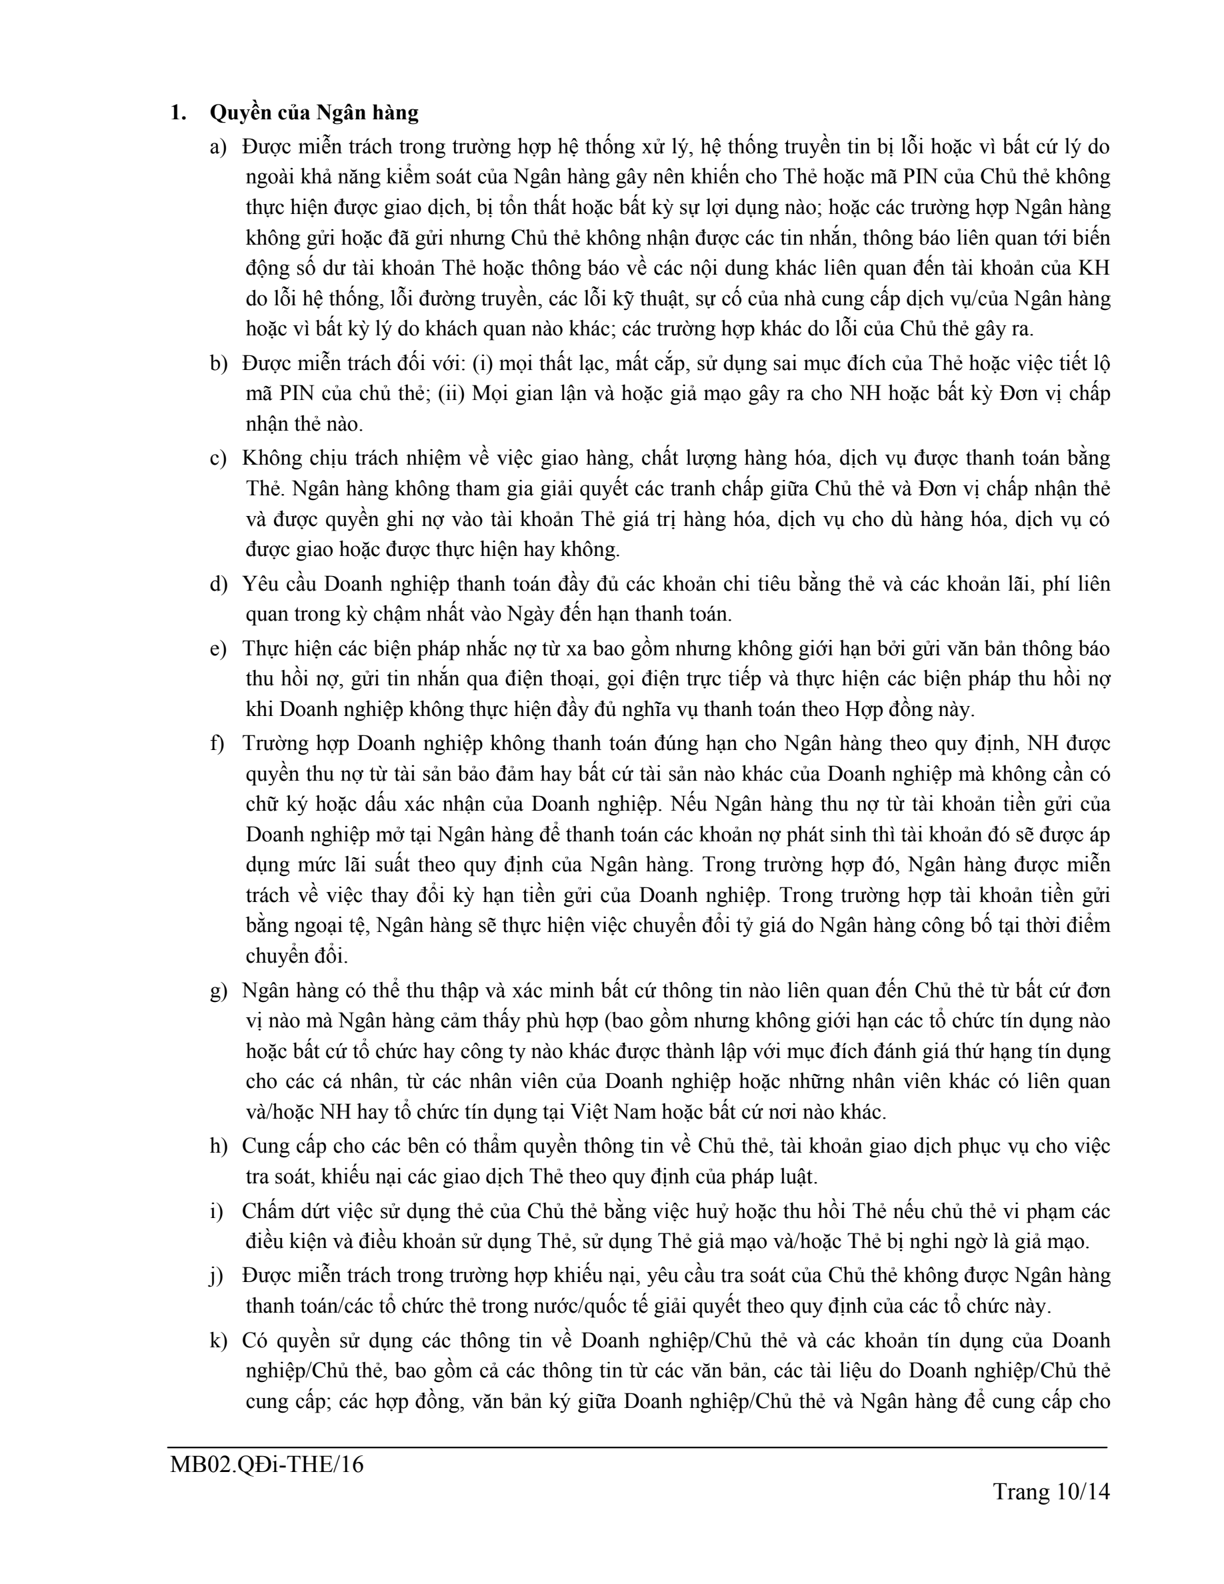 1. Quyền của Ngân hàng
a) Được miễn trách trong trường hợp hệ thống xử lý, hệ thống truyền tin bị lỗi hoặc vì bất cứ lý do
ngoài khả năng kiểm soát của Ngân hàng gây nên khiến cho Thẻ hoặc mã PIN của Chủ thẻ không
thực hiện được giao dịch, bị tổn thất hoặc bất kỳ sự lợi dụng nào; hoặc các trường hợp Ngân hàng
không gửi hoặc đã gửi nhưng Chủ thẻ không nhận được các tin nhắn, thông báo liên quan tới biến
động số dư tài khoản Thẻ hoặc thông báo về các nội dung khác liên quan đến tài khoản của KH
do lỗi hệ thống, lỗi đường truyền, các lỗi kỹ thuật, sự cố của nhà cung cấp dịch vụ/của Ngân hàng
hoặc vì bất kỳ lý do khách quan nào khác; các trường hợp khác do lỗi của Chủ thẻ gây ra.
b) Được miễn trách đối với: (i) mọi thất lạc, mất cắp, sử dụng sai mục đích của Thẻ hoặc việc tiết lộ
mã PIN của chủ thẻ; (ii) Mọi gian lận và hoặc giả mạo gây ra cho NH hoặc bất kỳ Đơn vị chấp
nhận thẻ nào.
c) Không chịu trách nhiệm về việc giao hàng, chất lượng hàng hóa, dịch vụ được thanh toán bằng
Thẻ. Ngân hàng không tham gia giải quyết các tranh chấp giữa Chủ thẻ và Đơn vị chấp nhận thẻ
và được quyền ghi nợ vào tài khoản Thẻ giá trị hàng hóa, dịch vụ cho dù hàng hóa, dịch vụ có
được giao hoặc được thực hiện hay không.
d) Yêu cầu Doanh nghiệp thanh toán đầy đủ các khoản chi tiêu bằng thẻ và các khoản lãi, phí liên
quan trong kỳ chậm nhất vào Ngày đến hạn thanh toán.
e) Thực hiện các biện pháp nhắc nợ từ xa bao gồm nhưng không giới hạn bởi gửi văn bản thông báo
thu hồi nợ, gửi tin nhắn qua điện thoại, gọi điện trực tiếp và thực hiện các biện pháp thu hồi nợ
khi Doanh nghiệp không thực hiện đầy đủ nghĩa vụ thanh toán theo Hợp đồng này.
f) Trường hợp Doanh nghiệp không thanh toán đúng hạn cho Ngân hàng theo quy định, NH được
quyền thu nợ từ tài sản bảo đảm hay bất cứ tài sản nào khác của Doanh nghiệp mà không cần có
chữ ký hoặc dấu xác nhận của Doanh nghiệp. Nếu Ngân hàng thu nợ từ tài khoản tiền gửi của
Doanh nghiệp mở tại Ngân hàng để thanh toán các khoản nợ phát sinh thì tài khoản đó sẽ được áp
dụng mức lãi suất theo quy định của Ngân hàng. Trong trường hợp đó, Ngân hàng được miễn
trách về việc thay đổi kỳ hạn tiền gửi của Doanh nghiệp. Trong trường hợp tài khoản tiền gửi
bằng ngoại tệ, Ngân hàng sẽ thực hiện việc chuyển đổi tỷ giá do Ngân hàng công bố tại thời điểm
chuyển đổi.
g) Ngân hàng có thể thu thập và xác minh bất cứ thông tin nào liên quan đến Chủ thẻ từ bất cứ đơn
vị nào mà Ngân hàng cảm thấy phù hợp (bao gồm nhưng không giới hạn các tổ chức tín dụng nào
hoặc bất cứ tổ chức hay công ty nào khác được thành lập với mục đích đánh giá thứ hạng tín dụng
cho các cá nhân, từ các nhân viên của Doanh nghiệp hoặc những nhân viên khác có liên quan
và/hoặc NH hay tổ chức tín dụng tại Việt Nam hoặc bất cứ nơi nào khác.
h) Cung cấp cho các bên có thẩm quyền thông tin về Chủ thẻ, tài khoản giao dịch phục vụ cho việc
tra soát, khiếu nại các giao dịch Thẻ theo quy định của pháp luật.
i) Chấm dứt việc sử dụng thẻ của Chủ thẻ bằng việc huỷ hoặc thu hồi Thẻ nếu chủ thẻ vi phạm các
điều kiện và điều khoản sử dụng Thẻ, sử dụng Thẻ giả mạo và/hoặc Thẻ bị nghi ngờ là giả mạo.
j) Được miễn trách trong trường hợp khiếu nại, yêu cầu tra soát của Chủ thẻ không được Ngân hàng
thanh toán/các tổ chức thẻ trong nước/quốc tế giải quyết theo quy định của các tổ chức này.
k) Có quyền sử dụng các thông tin về Doanh nghiệp/Chủ thẻ và các khoản tín dụng của Doanh
nghiệp/Chủ thẻ, bao gồm cả các thông tin từ các văn bản, các tài liệu do Doanh nghiệp/Chủ thẻ
cung cấp; các hợp đồng, văn bản ký giữa Doanh nghiệp/Chủ thẻ và Ngân hàng để cung cấp cho
MB02.QĐi-THE/16
Trang 10/14